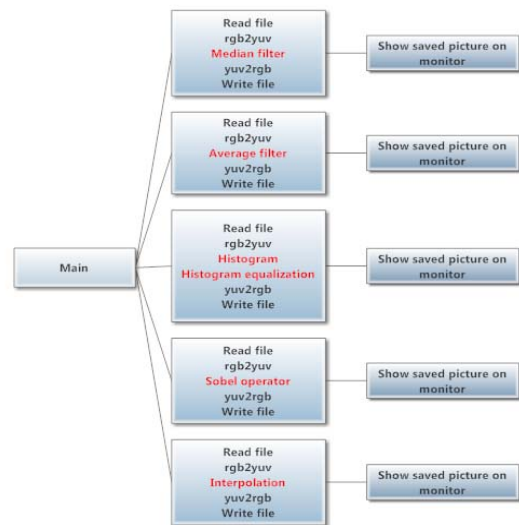 Read file
rgb2yuv
Median filter
yuv2rgb
Write file
Show saved picture on
monitor
Read file
rgb2yuv
Average filter
yuv2rgb
Write file
Show saved picture on
monitor
Main
Read file
rgb2yuv
Histogram
Histogram equalization
yuv2rgb
Write file
Show saved picture on
monitor
Read file
rgb2yuv
Sobel operator
yuv2rgb
Write file
Show saved picture on
monitor
Read file
rgb2yuv
Interpolation
yuv2rgb
Write file
Show saved picture on
monitor